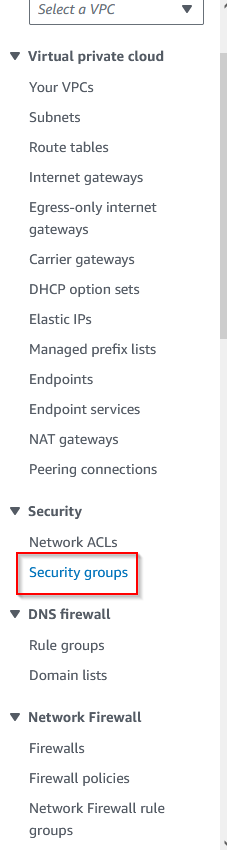 Select a VPC
Virtual private cloud
Your VPCs
Subnets
Route tables
Internet gateways
Egress-only internet
gateways
Carrier gateways
DHCP option sets
Elastic IPs
Managed prefix lists
Endpoints
Endpoint services
NAT gateways
Peering connections
Security
Network ACLs
Security groups
DNS firewall
Rule groups
Domain lists
Network Firewall
Firewalls
Firewall policies
Network Firewall rule
groups